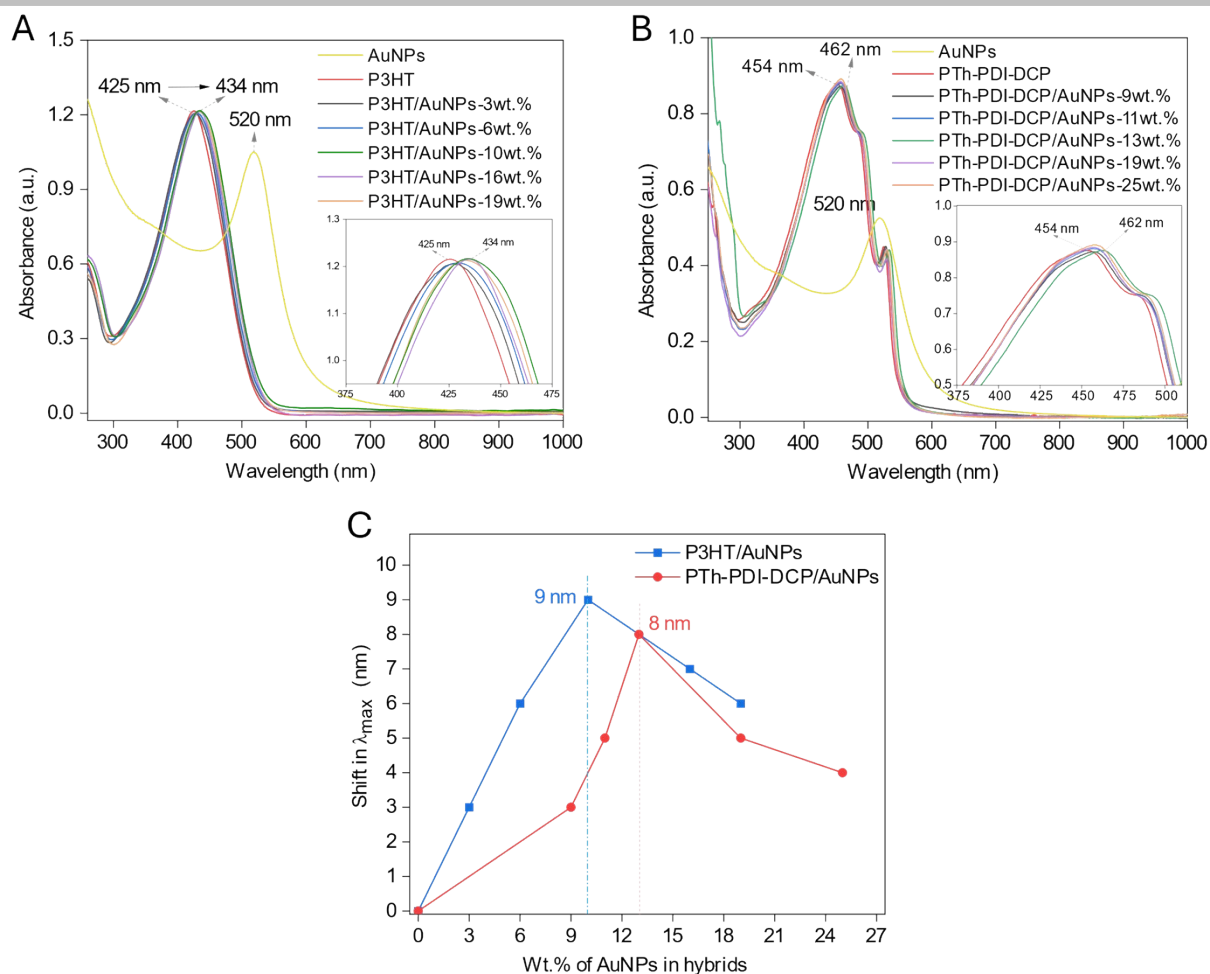 A
1.5
1.2
0.9
0.6
0.3
0.0
Absorbance (a.u.)
300 400 500 600 700 800 900 1000
Wavelength (nm)
425 nm
434 nm
520 nm
AuNPs
P3HT
P3HT/AuNPs-3wt.%
P3HT/AuNPs-6wt.%
P3HT/AuNPs-10wt.%
P3HT/AuNPs-16wt.%
P3HT/AuNPs-19wt.%
1.3
1.2
1.1
1.0
375 400 425 450 475
425 nm
434 nm
B
1.0
0.8
0.6
0.4
0.2
0.0
Absorbance (a.u.)
300 400 500 600 700 800 900 1000
Wavelength (nm)
454 nm
462 nm
520 nm
AuNPs
PTh-PDI-DCP
PTh-PDI-DCP/AuNPs-9wt.%
PTh-PDI-DCP/AuNPs-11wt.%
PTh-PDI-DCP/AuNPs-13wt.%
PTh-PDI-DCP/AuNPs-19wt.%
PTh-PDI-DCP/AuNPs-25wt.%
1.0
0.9
0.8
0.7
0.6
0.5
375 400 425 450 475 500
454 nm
462 nm
C
10
9
8
7
6
5
4
3
2
1
0
Shift in λmax (nm)
0 3 6 9 12 15 18 21 24 27
Wt.% of AuNPs in hybrids
P3HT/AuNPs
PTh-PDI-DCP/AuNPs
9 nm
8 nm